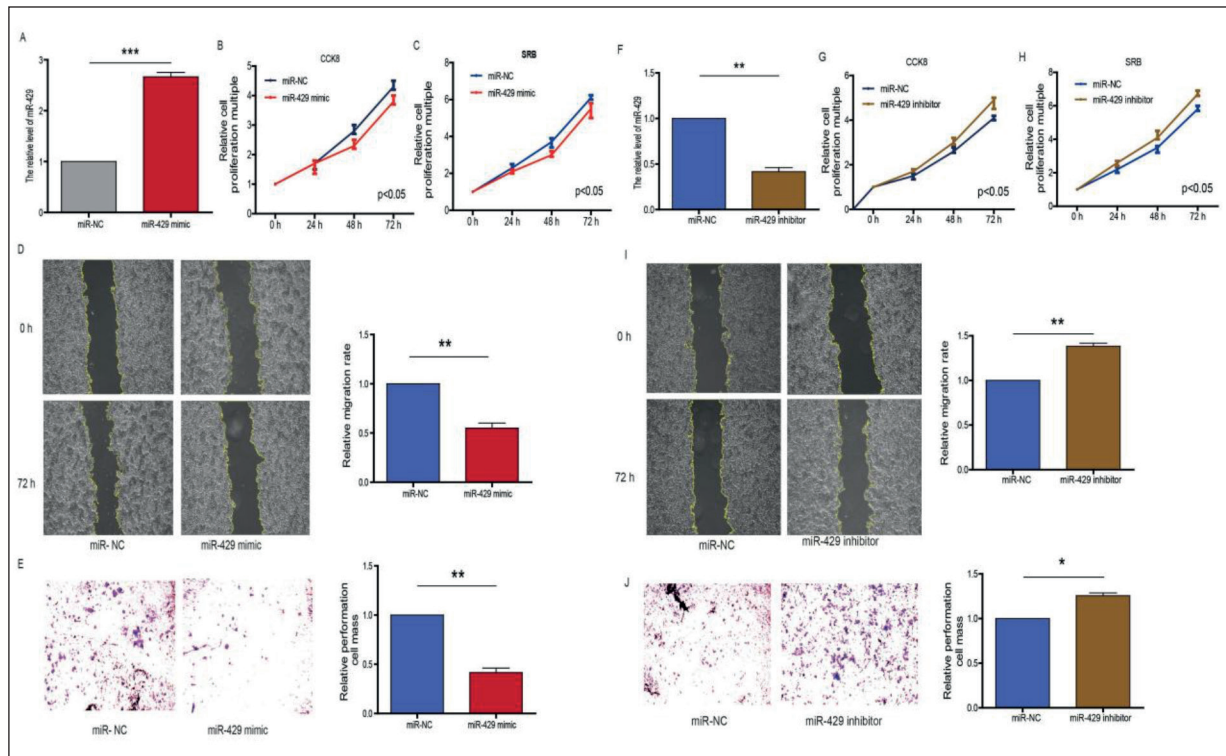 A
The relative level of miR-429
3
2
1
0
***
miR-NC
miR-429 mimic
B
CCK8
Relative cell
proliferation multiple
5
4
3
2
1
0
miR-NC
miR-429 mimic
p<0.05
0 h
24 h
48 h
72 h
C
SRB
Relative cell
proliferation multiple
8
6
4
2
0
miR-NC
miR-429 mimic
p<0.05
0 h
24 h
48 h
72 h
D
0 h
72 h
miR- NC
miR-429 mimic
Relative migration rate
1.5
1.0
0.5
0.0
**
miR-NC
miR-429 mimic
E
miR- NC
miR-429 mimic
Relative performation
cell mass
1.5
1.0
0.5
0.0
**
miR-NC
miR-429 mimic
F
The relative level of miR-429
1.5
1.0
0.5
0.0
**
miR-NC
miR-429 inhibitor
G
CCK8
Relative cell
proliferation multiple
6
4
2
0
miR-NC
miR-429 inhibitor
p<0.05
0 h
24 h
48 h
72 h
H
SRB
Relative cell
proliferation multiple
8
6
4
2
0
miR-NC
miR-429 inhibitor
p<0.05
0 h
24 h
48 h
72 h
I
0 h
72 h
miR-NC
miR-429 inhibitor
Relative migration rate
1.5
1.0
0.5
0.0
**
miR-NC
miR-429 inhibitor
J
miR-NC
miR-429 inhibitor
Relative performation
cell mass
1.5
1.0
0.5
0.0
*
miR-NC
miR-429 inhibitor